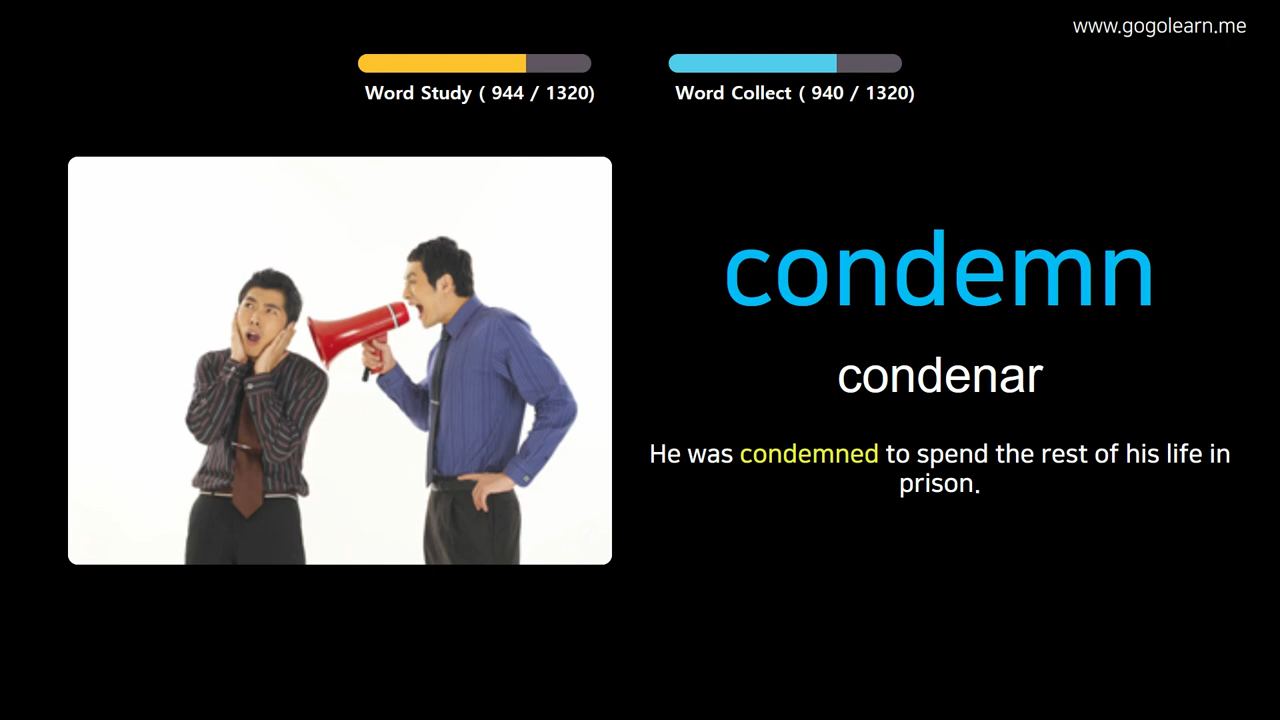 www.gogolearn.me
Word Study ( 944 / 1320)
Word Collect ( 940 / 1320)
condemn
condenar
He was condemned to spend the rest of his life in
prison.